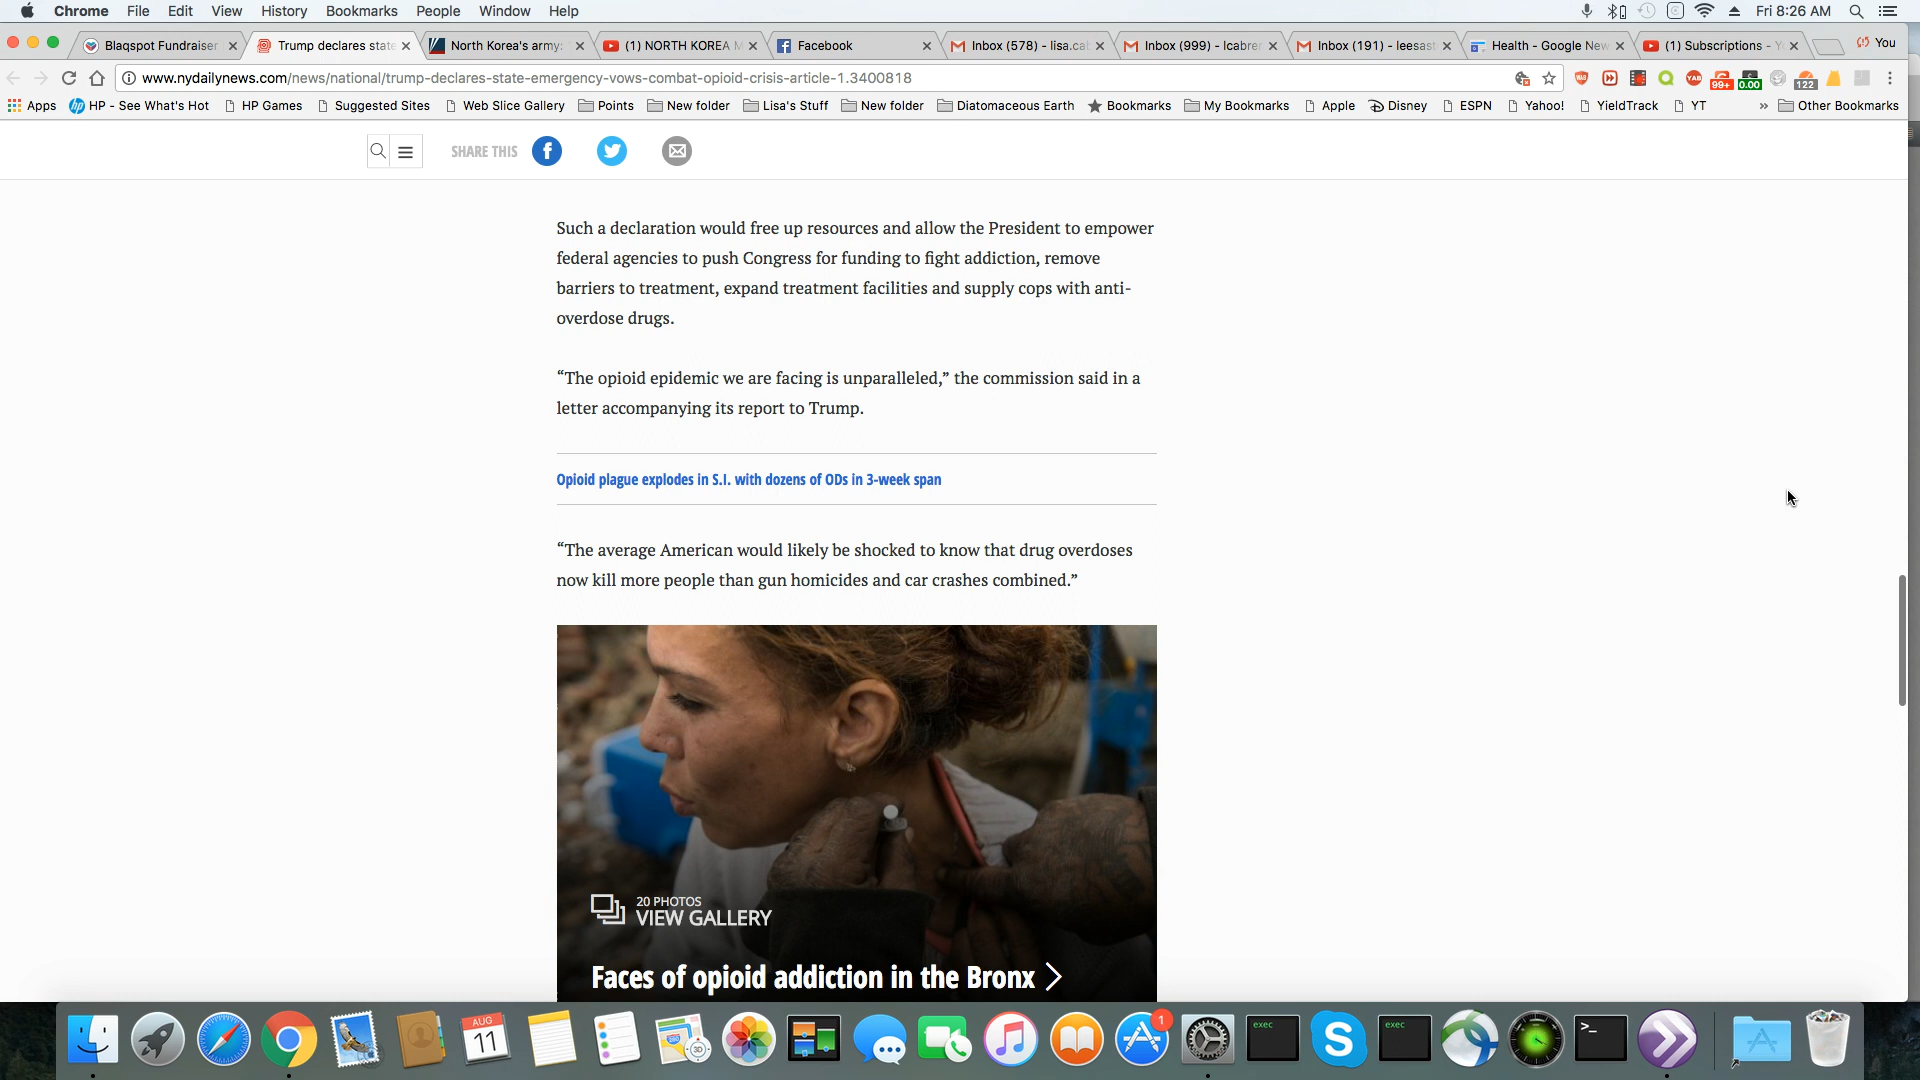 Chrome File Edit View History Bookmarks People Window Help Fri 8:26 AM
Blaqspot Fundraiser Trump declares state North Korea's army: (1) NORTH KOREA M Facebook Inbox (578) - lisa.ca Inbox (999) - lcabre Inbox (191) - leesas Health - Google New (1) Subscriptions - Y You
www.nydailynews.com/news/national/trump-declares-state-emergency-vows-combat-opioid-crisis-article-1.3400818 99+ 0.00 122
Apps HP - See What's Hot HP Games Suggested Sites Web Slice Gallery Points New folder Lisa's Stuff New folder Diatomaceous Earth Bookmarks My Bookmarks Apple Disney ESPN Yahoo! YieldTrack YT » Other Bookmarks
SHARE THIS
Such a declaration would free up resources and allow the President to empower
federal agencies to push Congress for funding to fight addiction, remove
barriers to treatment, expand treatment facilities and supply cops with anti-
overdose drugs.
“The opioid epidemic we are facing is unparalleled,” the commission said in a
letter accompanying its report to Trump.
Opioid plague explodes in S.I. with dozens of ODs in 3-week span
“The average American would likely be shocked to know that drug overdoses
now kill more people than gun homicides and car crashes combined.”
20 PHOTOS
VIEW GALLERY
Faces of opioid addiction in the Bronx
AUG
11
3D
1
exec
exec